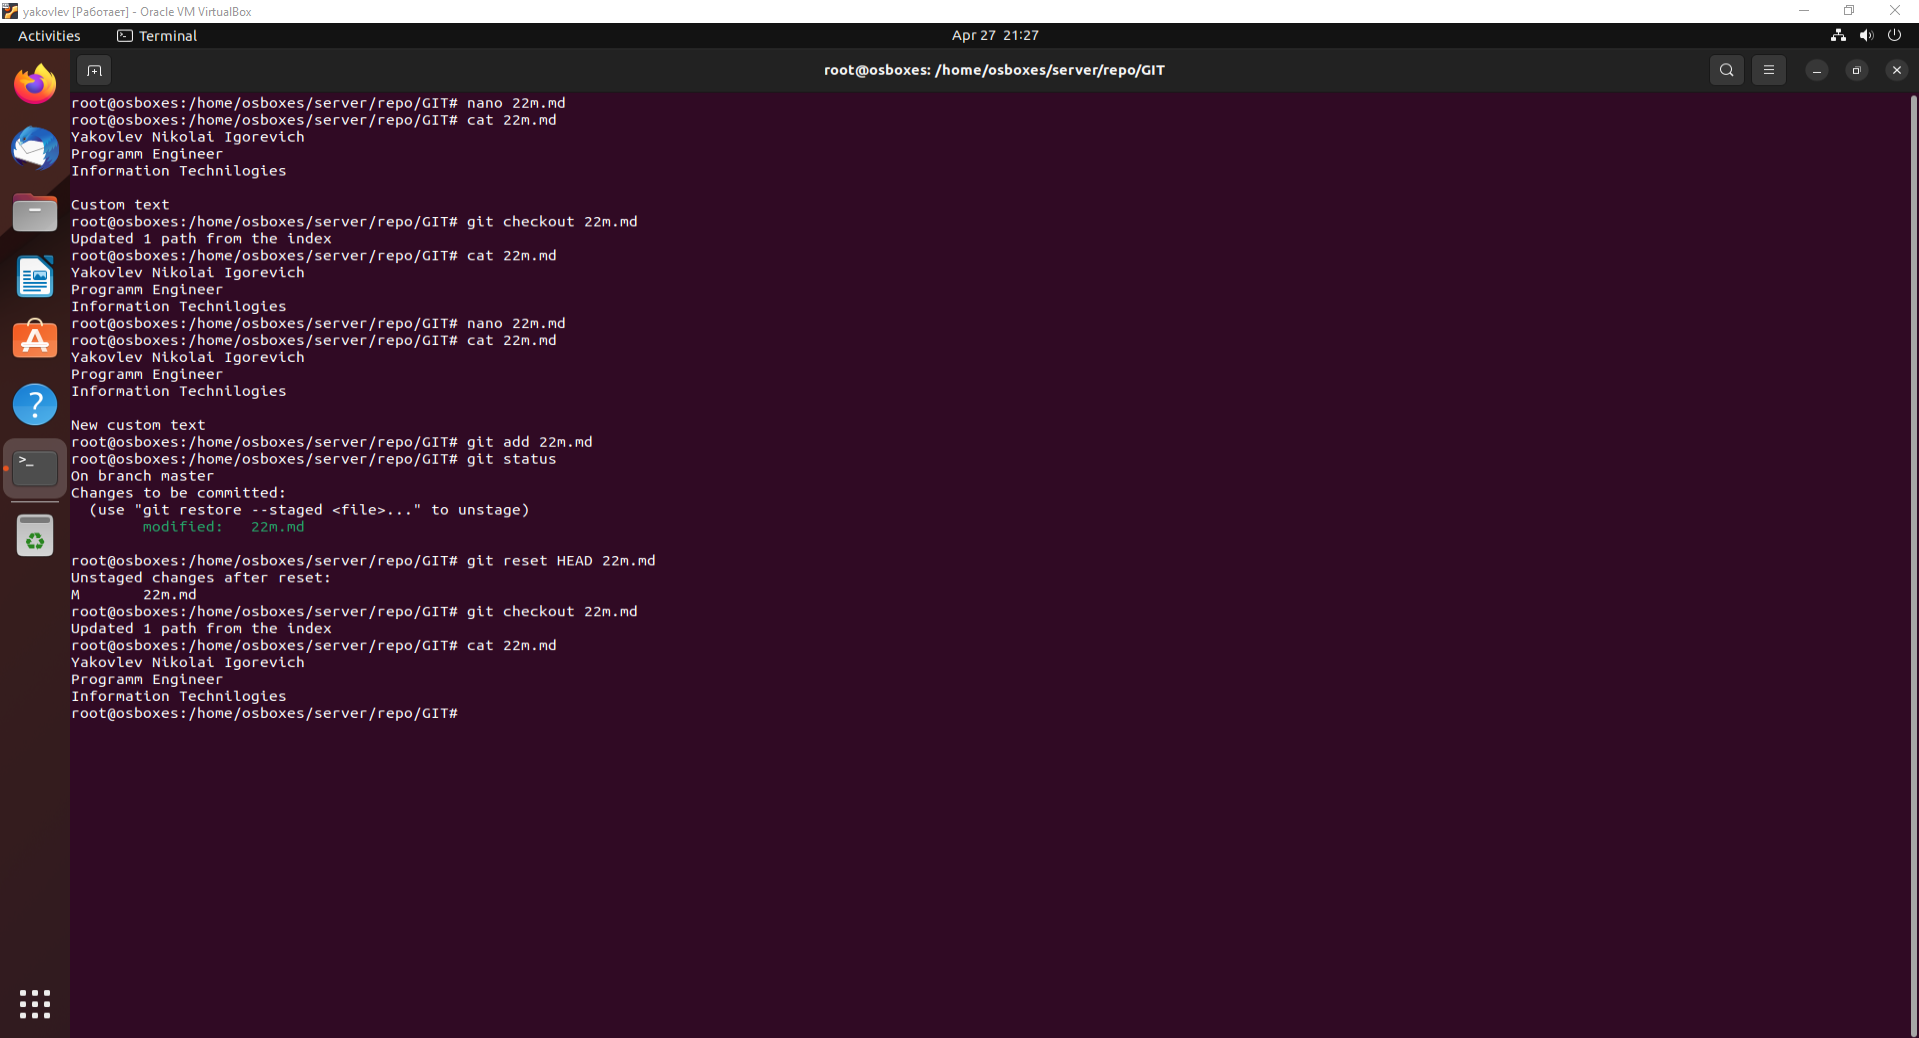 yakovlev [Работает] - Oracle VM VirtualBox
Activities Terminal Apr 27 21:27
root@osboxes: /home/osboxes/server/repo/GIT
root@osboxes:/home/osboxes/server/repo/GIT# nano 22m.md
root@osboxes:/home/osboxes/server/repo/GIT# cat 22m.md
Yakovlev Nikolai Igorevich
Programm Engineer
Information Technilogies
Custom text
root@osboxes:/home/osboxes/server/repo/GIT# git checkout 22m.md
Updated 1 path from the index
root@osboxes:/home/osboxes/server/repo/GIT# cat 22m.md
Yakovlev Nikolai Igorevich
Programm Engineer
Information Technilogies
root@osboxes:/home/osboxes/server/repo/GIT# nano 22m.md
root@osboxes:/home/osboxes/server/repo/GIT# cat 22m.md
Yakovlev Nikolai Igorevich
Programm Engineer
Information Technilogies
New custom text
root@osboxes:/home/osboxes/server/repo/GIT# git add 22m.md
root@osboxes:/home/osboxes/server/repo/GIT# git status
On branch master
Changes to be committed:
  (use "git restore --staged <file>..." to unstage)
        modified:   22m.md
root@osboxes:/home/osboxes/server/repo/GIT# git reset HEAD 22m.md
Unstaged changes after reset:
M       22m.md
root@osboxes:/home/osboxes/server/repo/GIT# git checkout 22m.md
Updated 1 path from the index
root@osboxes:/home/osboxes/server/repo/GIT# cat 22m.md
Yakovlev Nikolai Igorevich
Programm Engineer
Information Technilogies
root@osboxes:/home/osboxes/server/repo/GIT#